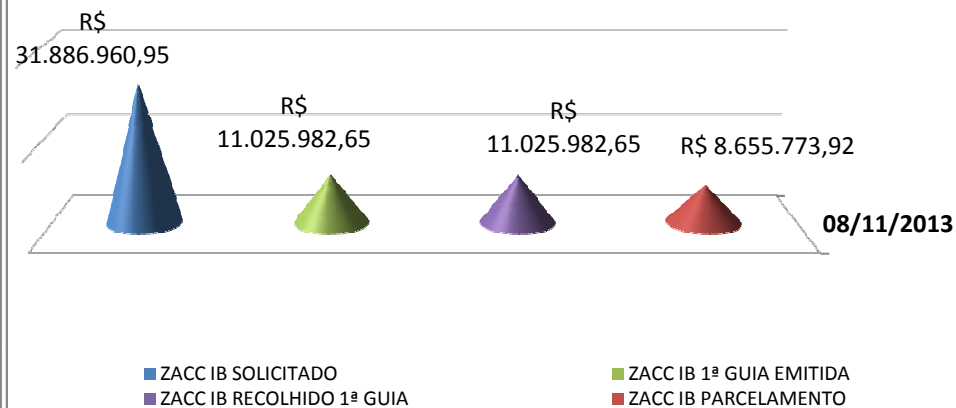 R$
31.886.960,95
R$
11.025.982,65
R$
11.025.982,65
R$ 8.655.773,92
08/11/2013
ZACC IB SOLICITADO
ZACC IB 1ª GUIA EMITIDA
ZACC IB RECOLHIDO 1ª GUIA
ZACC IB PARCELAMENTO